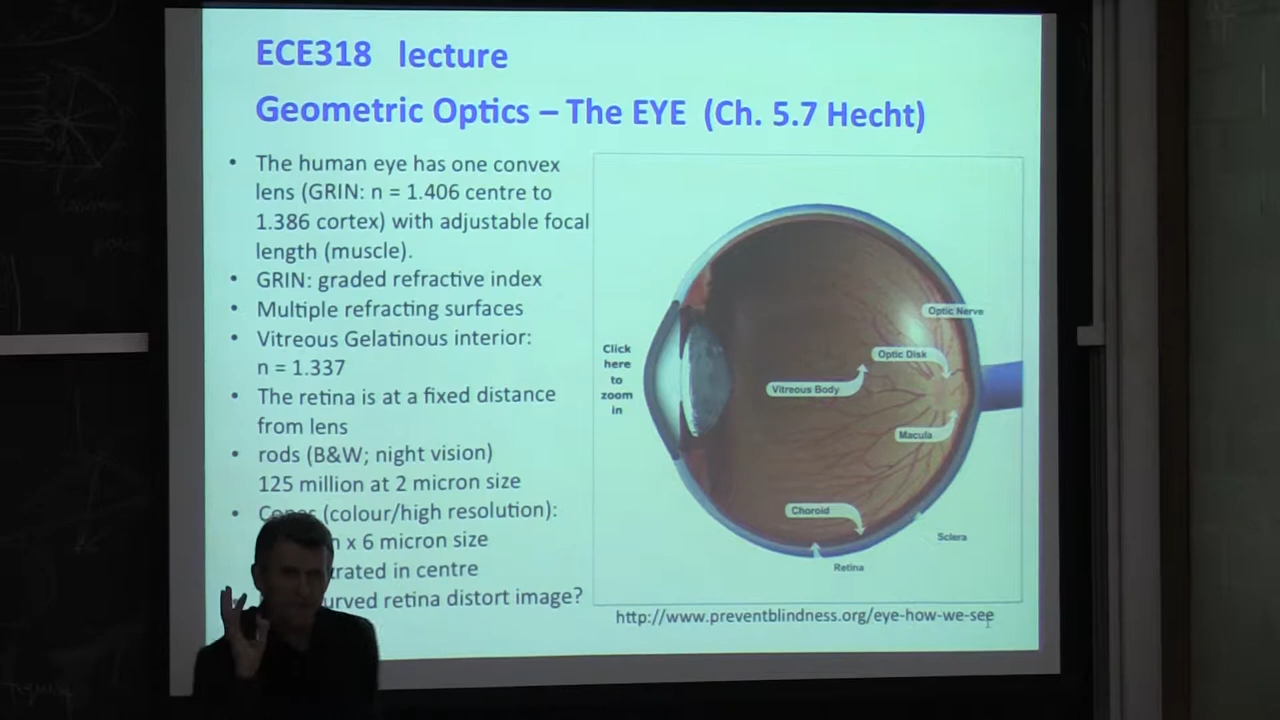 ECE318 lecture
Geometric Optics – The EYE (Ch. 5.7 Hecht)
• The human eye has one convex
lens (GRIN: n = 1.406 centre to
1.386 cortex) with adjustable focal
length (muscle).
• GRIN: graded refractive index
• Multiple refracting surfaces
• Vitreous Gelatinous interior:
n = 1.337
• The retina is at a fixed distance
from lens
• rods (B&W; night vision)
125 million at 2 micron size
• Cones (colour/high resolution):
x 6 micron size
in centre
retina distort image?
Click
here
to
zoom
in
Optic Nerve
Optic Disk
Vitreous Body
Macula
Choroid
Sclera
Retina
http://www.preventblindness.org/eye-how-we-see